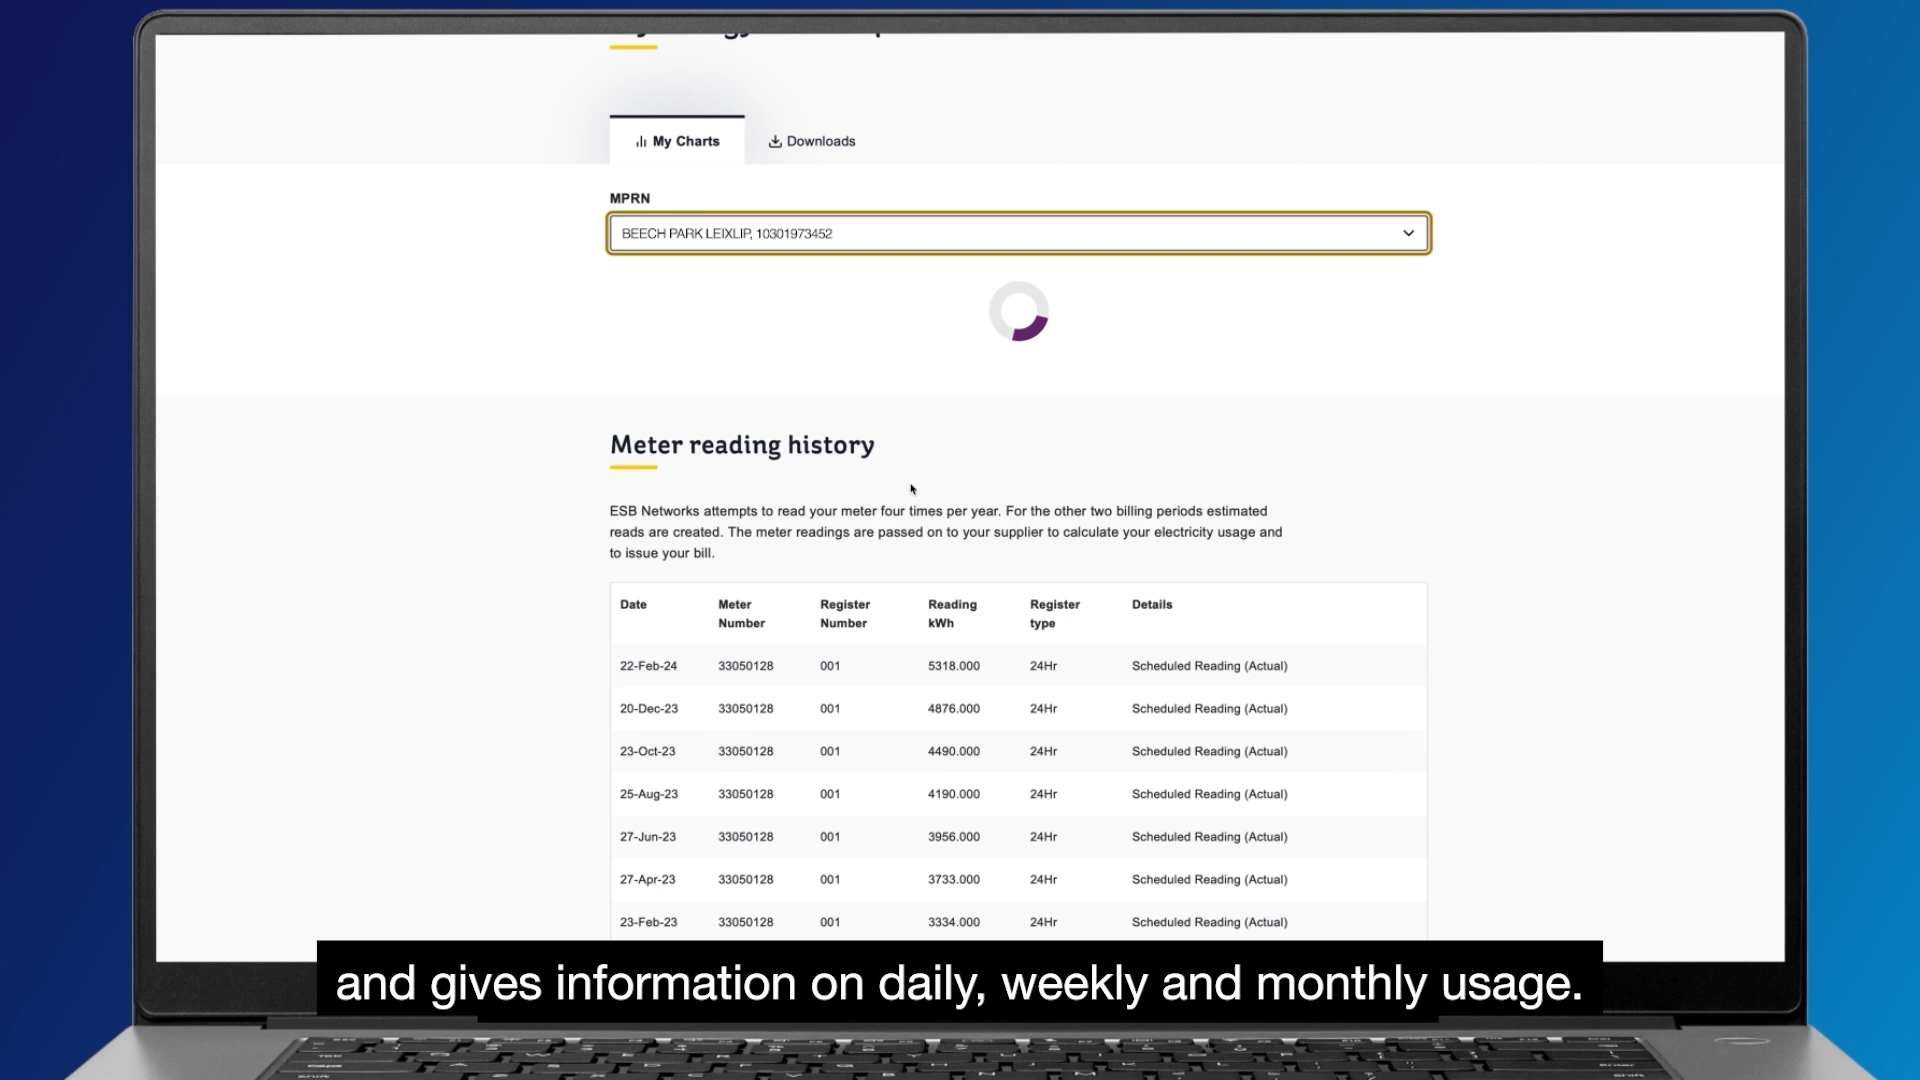 My Charts
Downloads
MPRN
BEECH PARK LEIXLIP, 10301973452
Meter reading history
ESB Networks attempts to read your meter four times per year. For the other two billing periods estimated
reads are created. The meter readings are passed on to your supplier to calculate your electricity usage and
to issue your bill.
Date Meter Number Register Number Reading kWh Register type Details
22-Feb-24 33050128 001 5318.000 24Hr Scheduled Reading (Actual)
20-Dec-23 33050128 001 4876.000 24Hr Scheduled Reading (Actual)
23-Oct-23 33050128 001 4490.000 24Hr Scheduled Reading (Actual)
25-Aug-23 33050128 001 4190.000 24Hr Scheduled Reading (Actual)
27-Jun-23 33050128 001 3956.000 24Hr Scheduled Reading (Actual)
27-Apr-23 33050128 001 3733.000 24Hr Scheduled Reading (Actual)
23-Feb-23 33050128 001 3334.000 24Hr Scheduled Reading (Actual)
and gives information on daily, weekly and monthly usage.